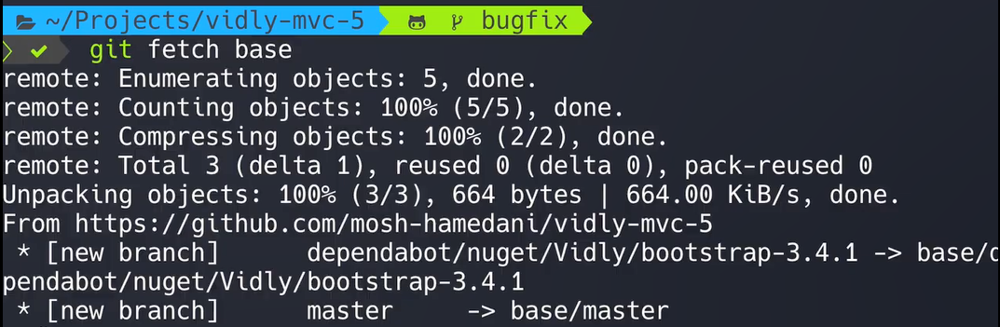 ~/Projects/vidly-mvc-5 bugfix
git fetch base
remote: Enumerating objects: 5, done.
remote: Counting objects: 100% (5/5), done.
remote: Compressing objects: 100% (2/2), done.
remote: Total 3 (delta 1), reused 0 (delta 0), pack-reused 0
Unpacking objects: 100% (3/3), 664 bytes | 664.00 KiB/s, done.
From https://github.com/mosh-hamedani/vidly-mvc-5
 * [new branch]      dependabot/nuget/Vidly/bootstrap-3.4.1 -> base/d
pendabot/nuget/Vidly/bootstrap-3.4.1
 * [new branch]      master     -> base/master